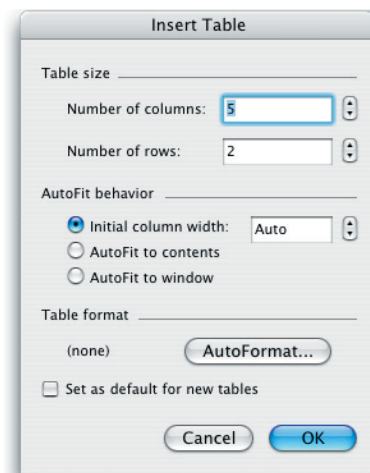 Insert Table
Table size
Number of columns: 5
Number of rows: 2
AutoFit behavior
Initial column width: Auto
AutoFit to contents
AutoFit to window
Table format
(none) AutoFormat...
Set as default for new tables
Cancel OK